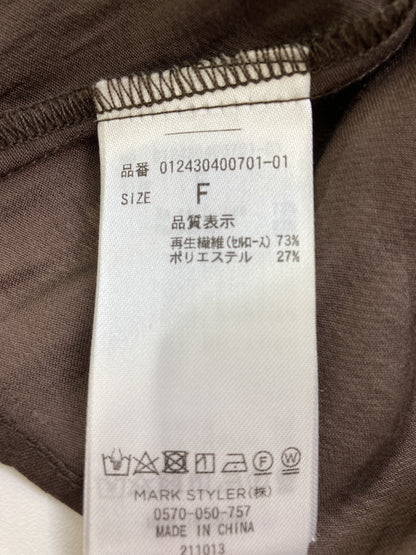 品番 012430400701-01
SIZE F
品質表示
再生繊維(セルロース) 73%
ポリエステル 27%
MARK STYLER(株)
0570-050-757
MADE IN CHINA
211013